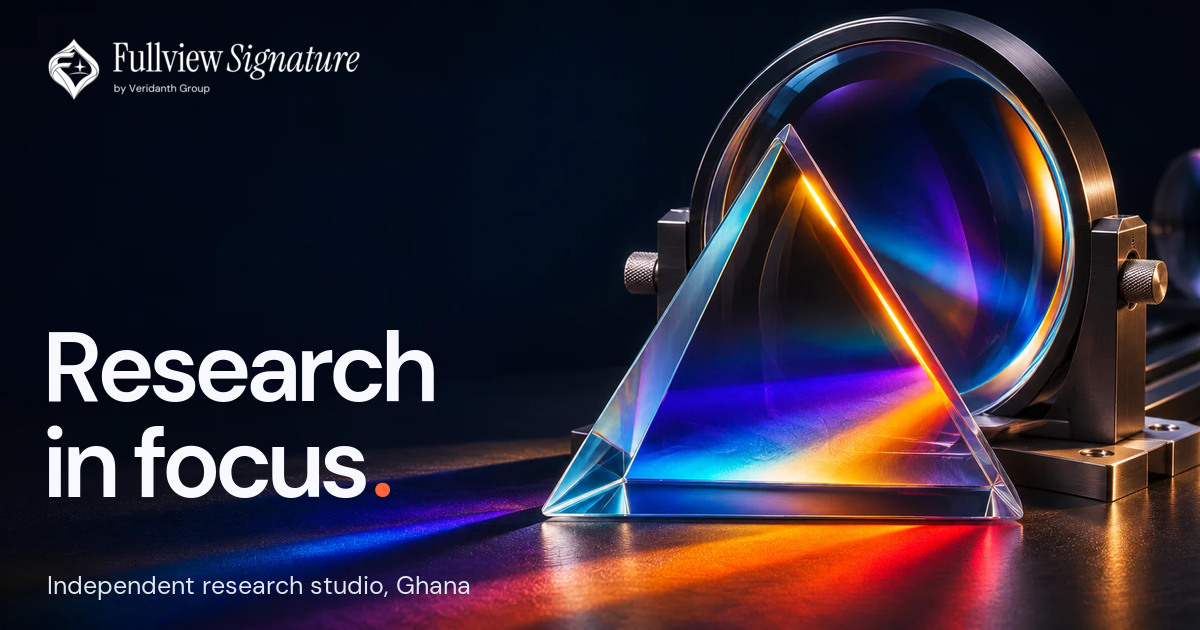 Fullview Signature
by Veridanth Group
Research
in focus.
Independent research studio, Ghana